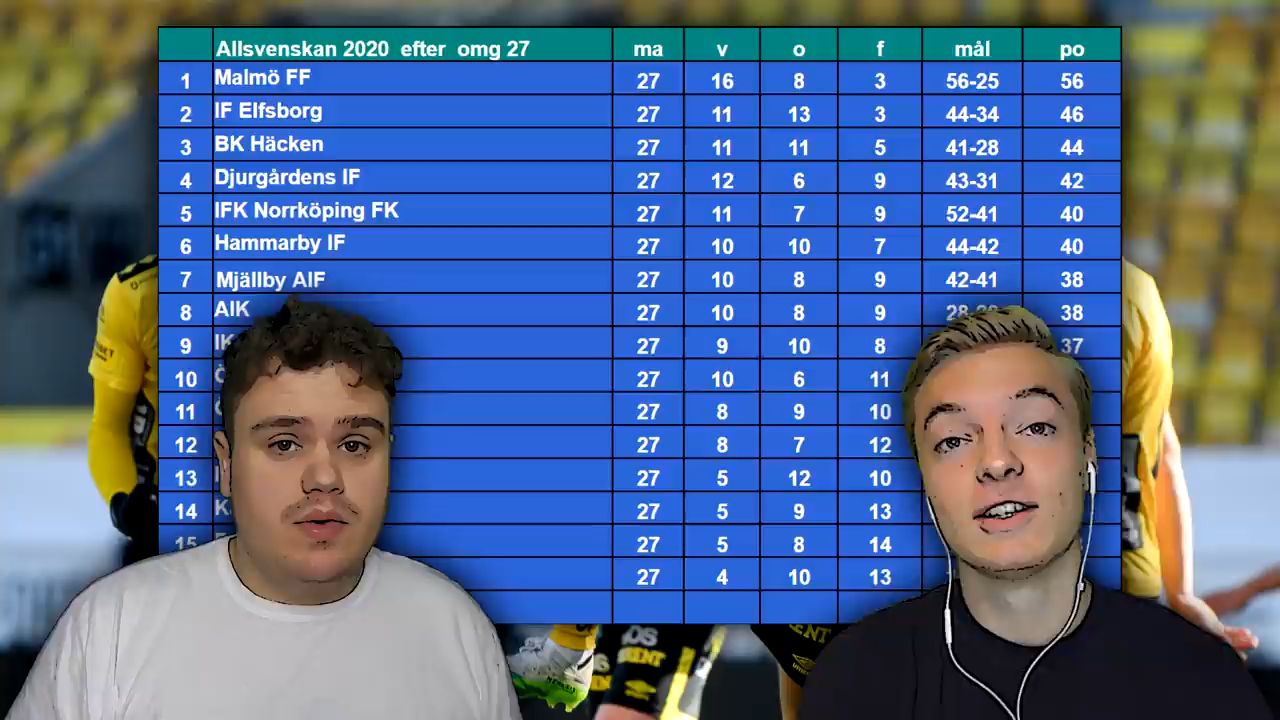 Allsvenskan 2020 efter omg 27 ma v o f mål po
1 Malmö FF 27 16 8 3 56-25 56
2 IF Elfsborg 27 11 13 3 44-34 46
3 BK Häcken 27 11 11 5 41-28 44
4 Djurgårdens IF 27 12 6 9 43-31 42
5 IFK Norrköping FK 27 11 7 9 52-41 40
6 Hammarby IF 27 10 10 7 44-42 40
7 Mjällby AIF 27 10 8 9 42-41 38
8 AIK 27 10 8 9 38
9 27 9 10 8 37
10 27 10 6 11
11 27 8 9 10
12 27 8 7 12
13 27 5 12 10
14 27 5 9 13
15 27 5 8 14
27 4 10 13